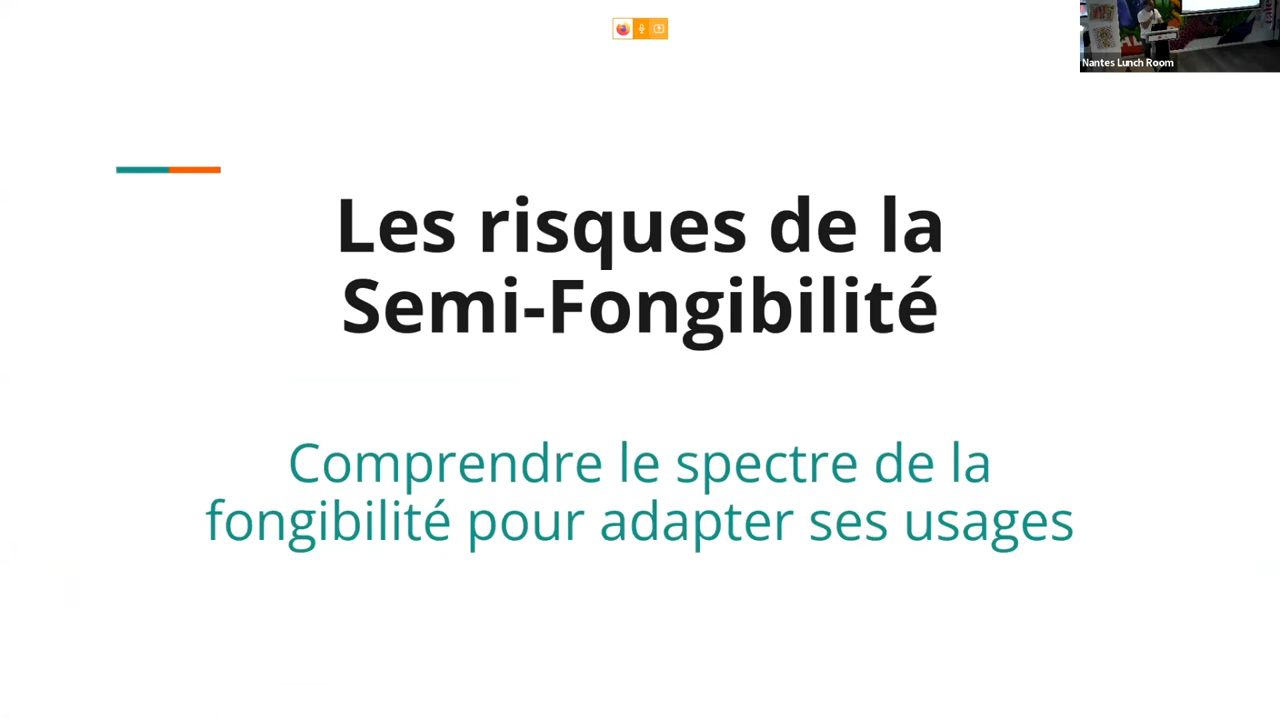 Nantes Lunch Room
Les risques de la
Semi-Fongibilité
Comprendre le spectre de la
fongibilité pour adapter ses usages